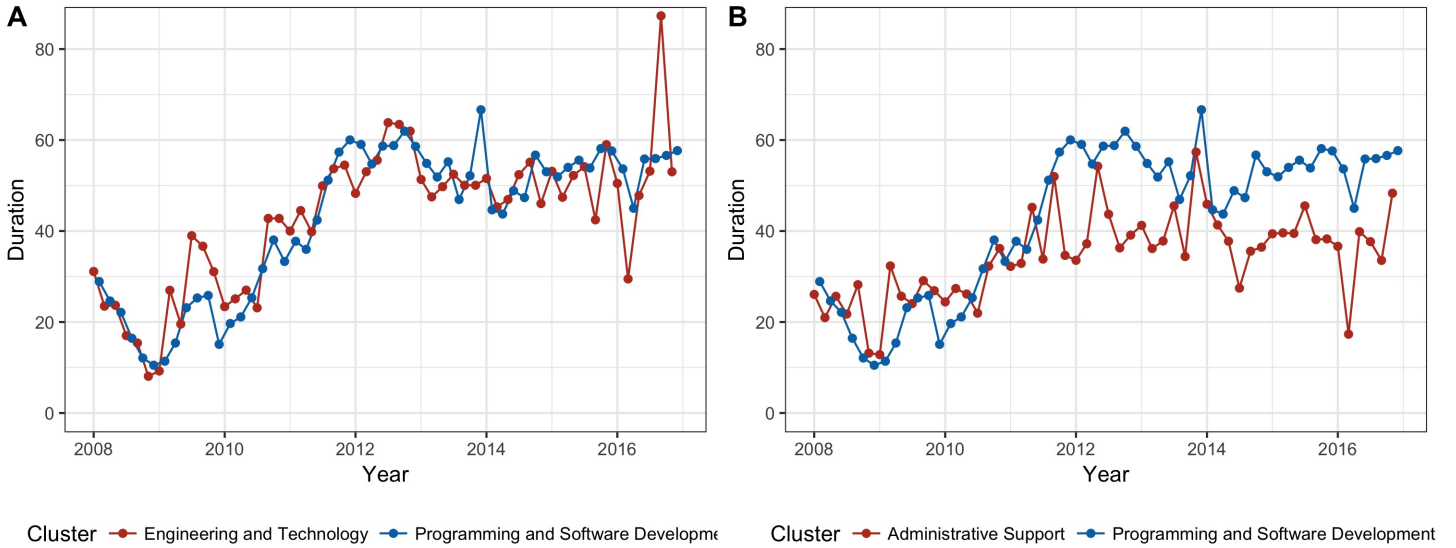 A
Duration
80
60
40
20
0
2008 2010 2012 2014 2016
Year
Cluster Engineering and Technology Programming and Software Developme
B
Duration
80
60
40
20
0
2008 2010 2012 2014 2016
Year
Cluster Administrative Support Programming and Software Development